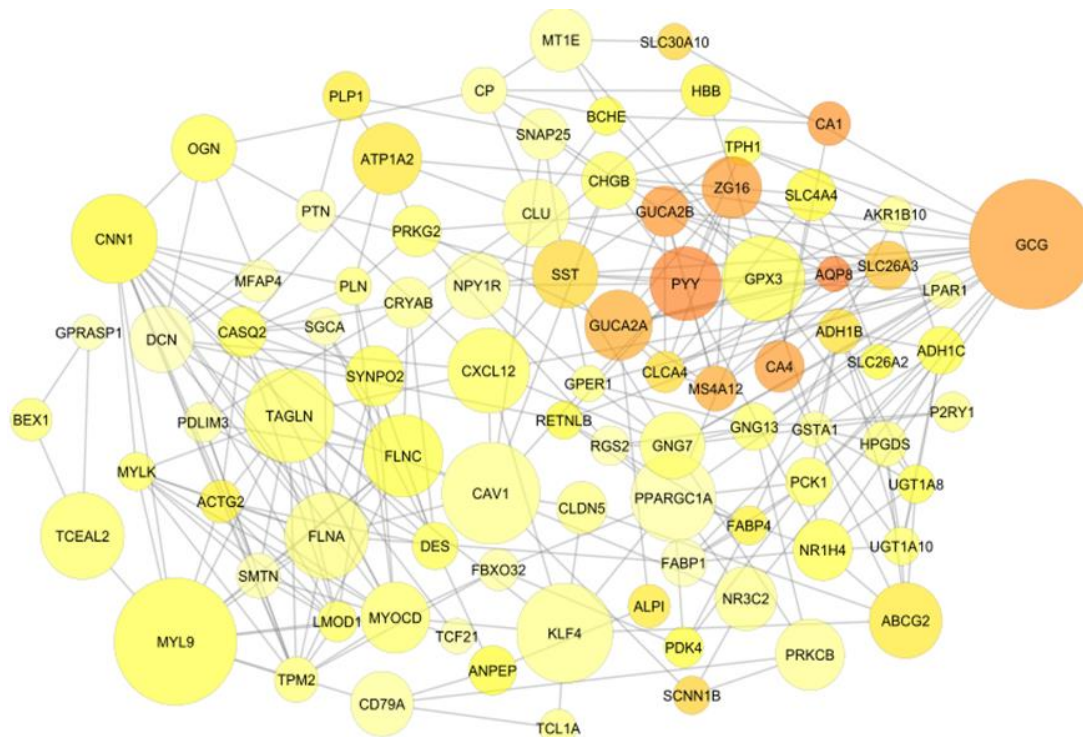 MT1E
SLC30A10
CP
HBB
PLP1
BCHE
CA1
SNAP25
OGN
TPH1
ATP1A2
CHGB
ZG16
SLC4A4
PTN
CLU
GUCA2B
AKR1B10
CNN1
PRKG2
GCG
MFAP4
SST
PYY
GPX3
AQP8
SLC26A3
PLN
CRYAB
NPY1R
LPAR1
GPRASP1
DCN
CASQ2
SGCA
GUCA2A
ADH1B
SLC26A2
ADH1C
SYNPO2
CXCL12
GPER1
CLCA4
MS4A12
CA4
BEX1
PDLIM3
TAGLN
RETNLB
P2RY1
RGS2
GNG7
GNG13
GSTA1
HPGDS
MYLK
FLNC
CAV1
PPARGC1A
PCK1
UGT1A8
ACTG2
CLDN5
FABP4
TCEAL2
FLNA
DES
NR1H4
UGT1A10
SMTN
FBXO32
FABP1
NR3C2
ALPI
ABCG2
LMOD1
MYOCD
TCF21
KLF4
MYL9
PDK4
PRKCB
TPM2
ANPEP
SCNN1B
CD79A
TCL1A